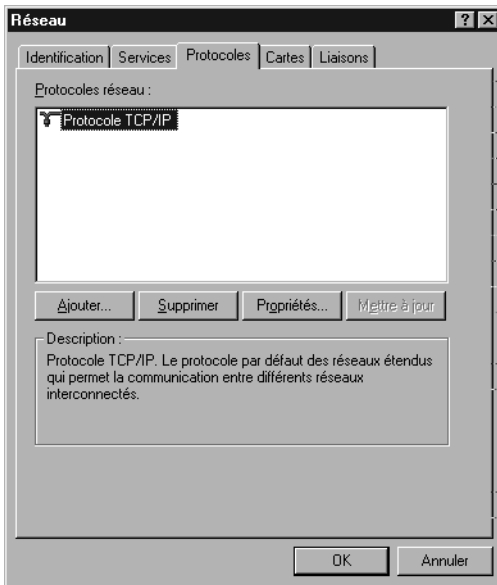 Réseau
Identification Services Protocoles Cartes Liaisons
Protocoles réseau :
Protocole TCP/IP
Ajouter... Supprimer Propriétés... Mettre à jour
Description :
Protocole TCP/IP. Le protocole par défaut des réseaux étendus
qui permet la communication entre différents réseaux
interconnectés.
OK Annuler